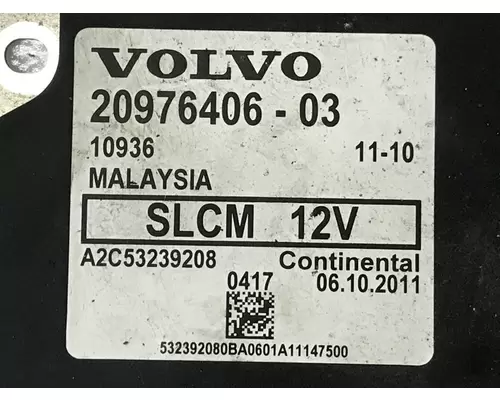 VOLVO
20976406 - 03
10936 11-10
MALAYSIA
SLCM 12V
A2C53239208 Continental
0417 06.10.2011
532392080BA0601A11147500